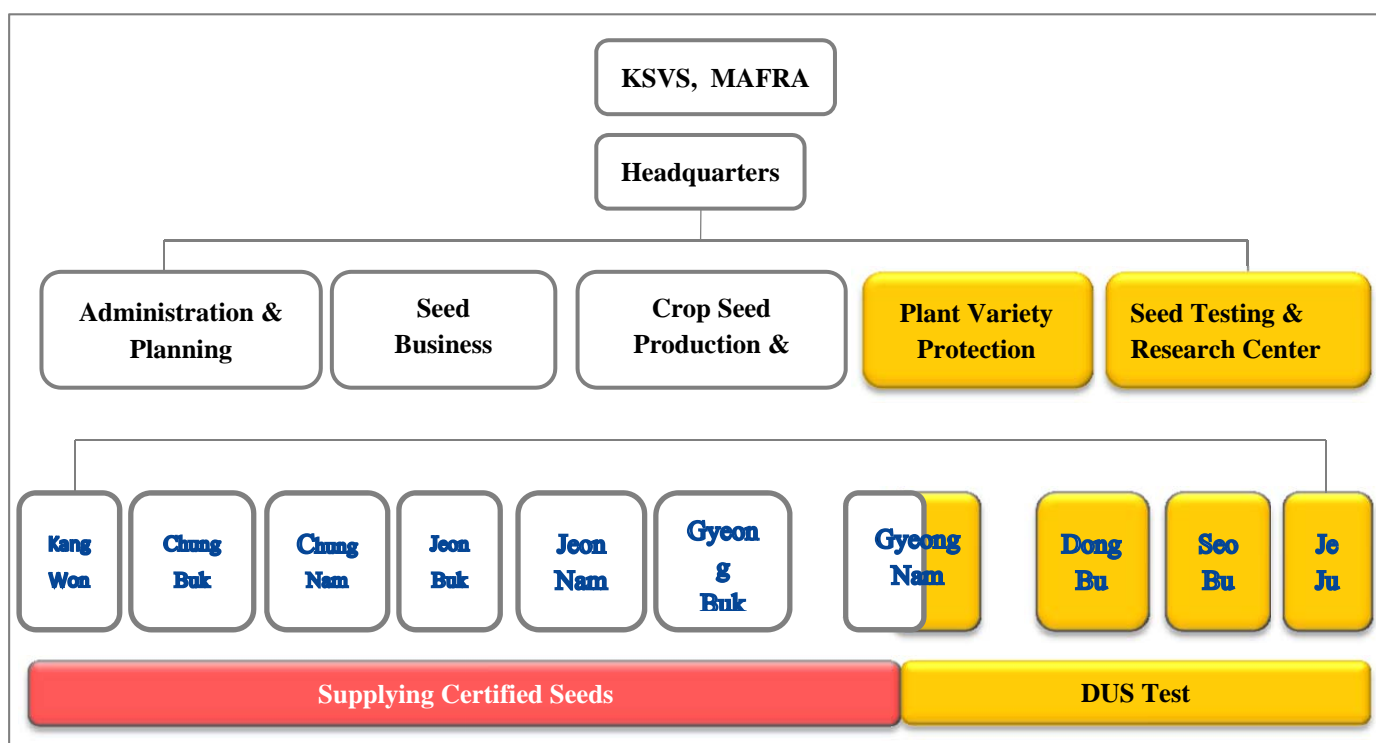 KSVS, MAFRA
Headquarters
Administration &
Planning
Seed
Business
Crop Seed
Production &
Plant Variety
Protection
Seed Testing &
Research Center
Kang
Won
Chung
Buk
Chung
Nam
Jeon
Buk
Jeon
Nam
Gyeon
g
Buk
Gyeong
Nam
Dong
Bu
Seo
Bu
Je
Ju
Supplying Certified Seeds
DUS Test